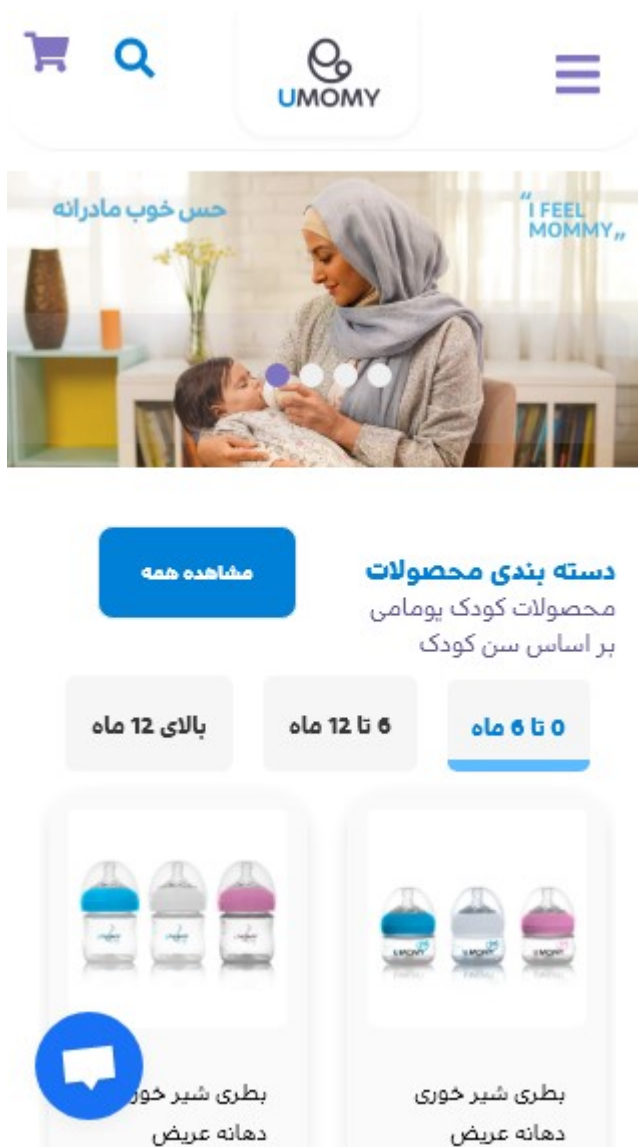 UMOMY
حس خوب مادرانه
“I FEEL
MOMMY„
دسته بندی محصولات
مشاهده همه
محصولات کودک یومامی
بر اساس سن کودک
0 تا 6 ماه
6 تا 12 ماه
بالای 12 ماه
UMOMY
بطری شیر خوری
دهانه عریض
بطری شیر
دهانه عریض